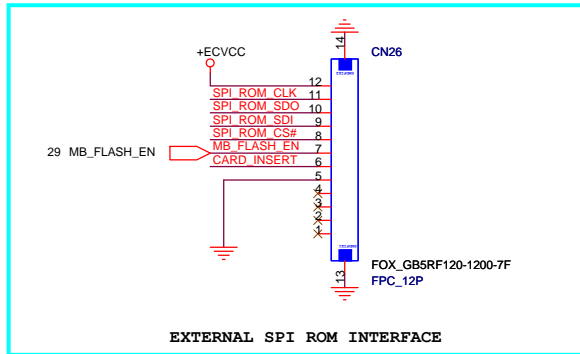 14
CN26
+ECVCC
12
SPI_ROM_CLK 11
SPI_ROM_SDO 10
SPI_ROM_SDI 9
SPI_ROM_CS# 8
29 MB_FLASH_EN MB_FLASH_EN 7
CARD_INSERT 6
5
4
3
2
1
13
FOX_GB5RF120-1200-7F
FPC_12P
EXTERNAL SPI ROM INTERFACE